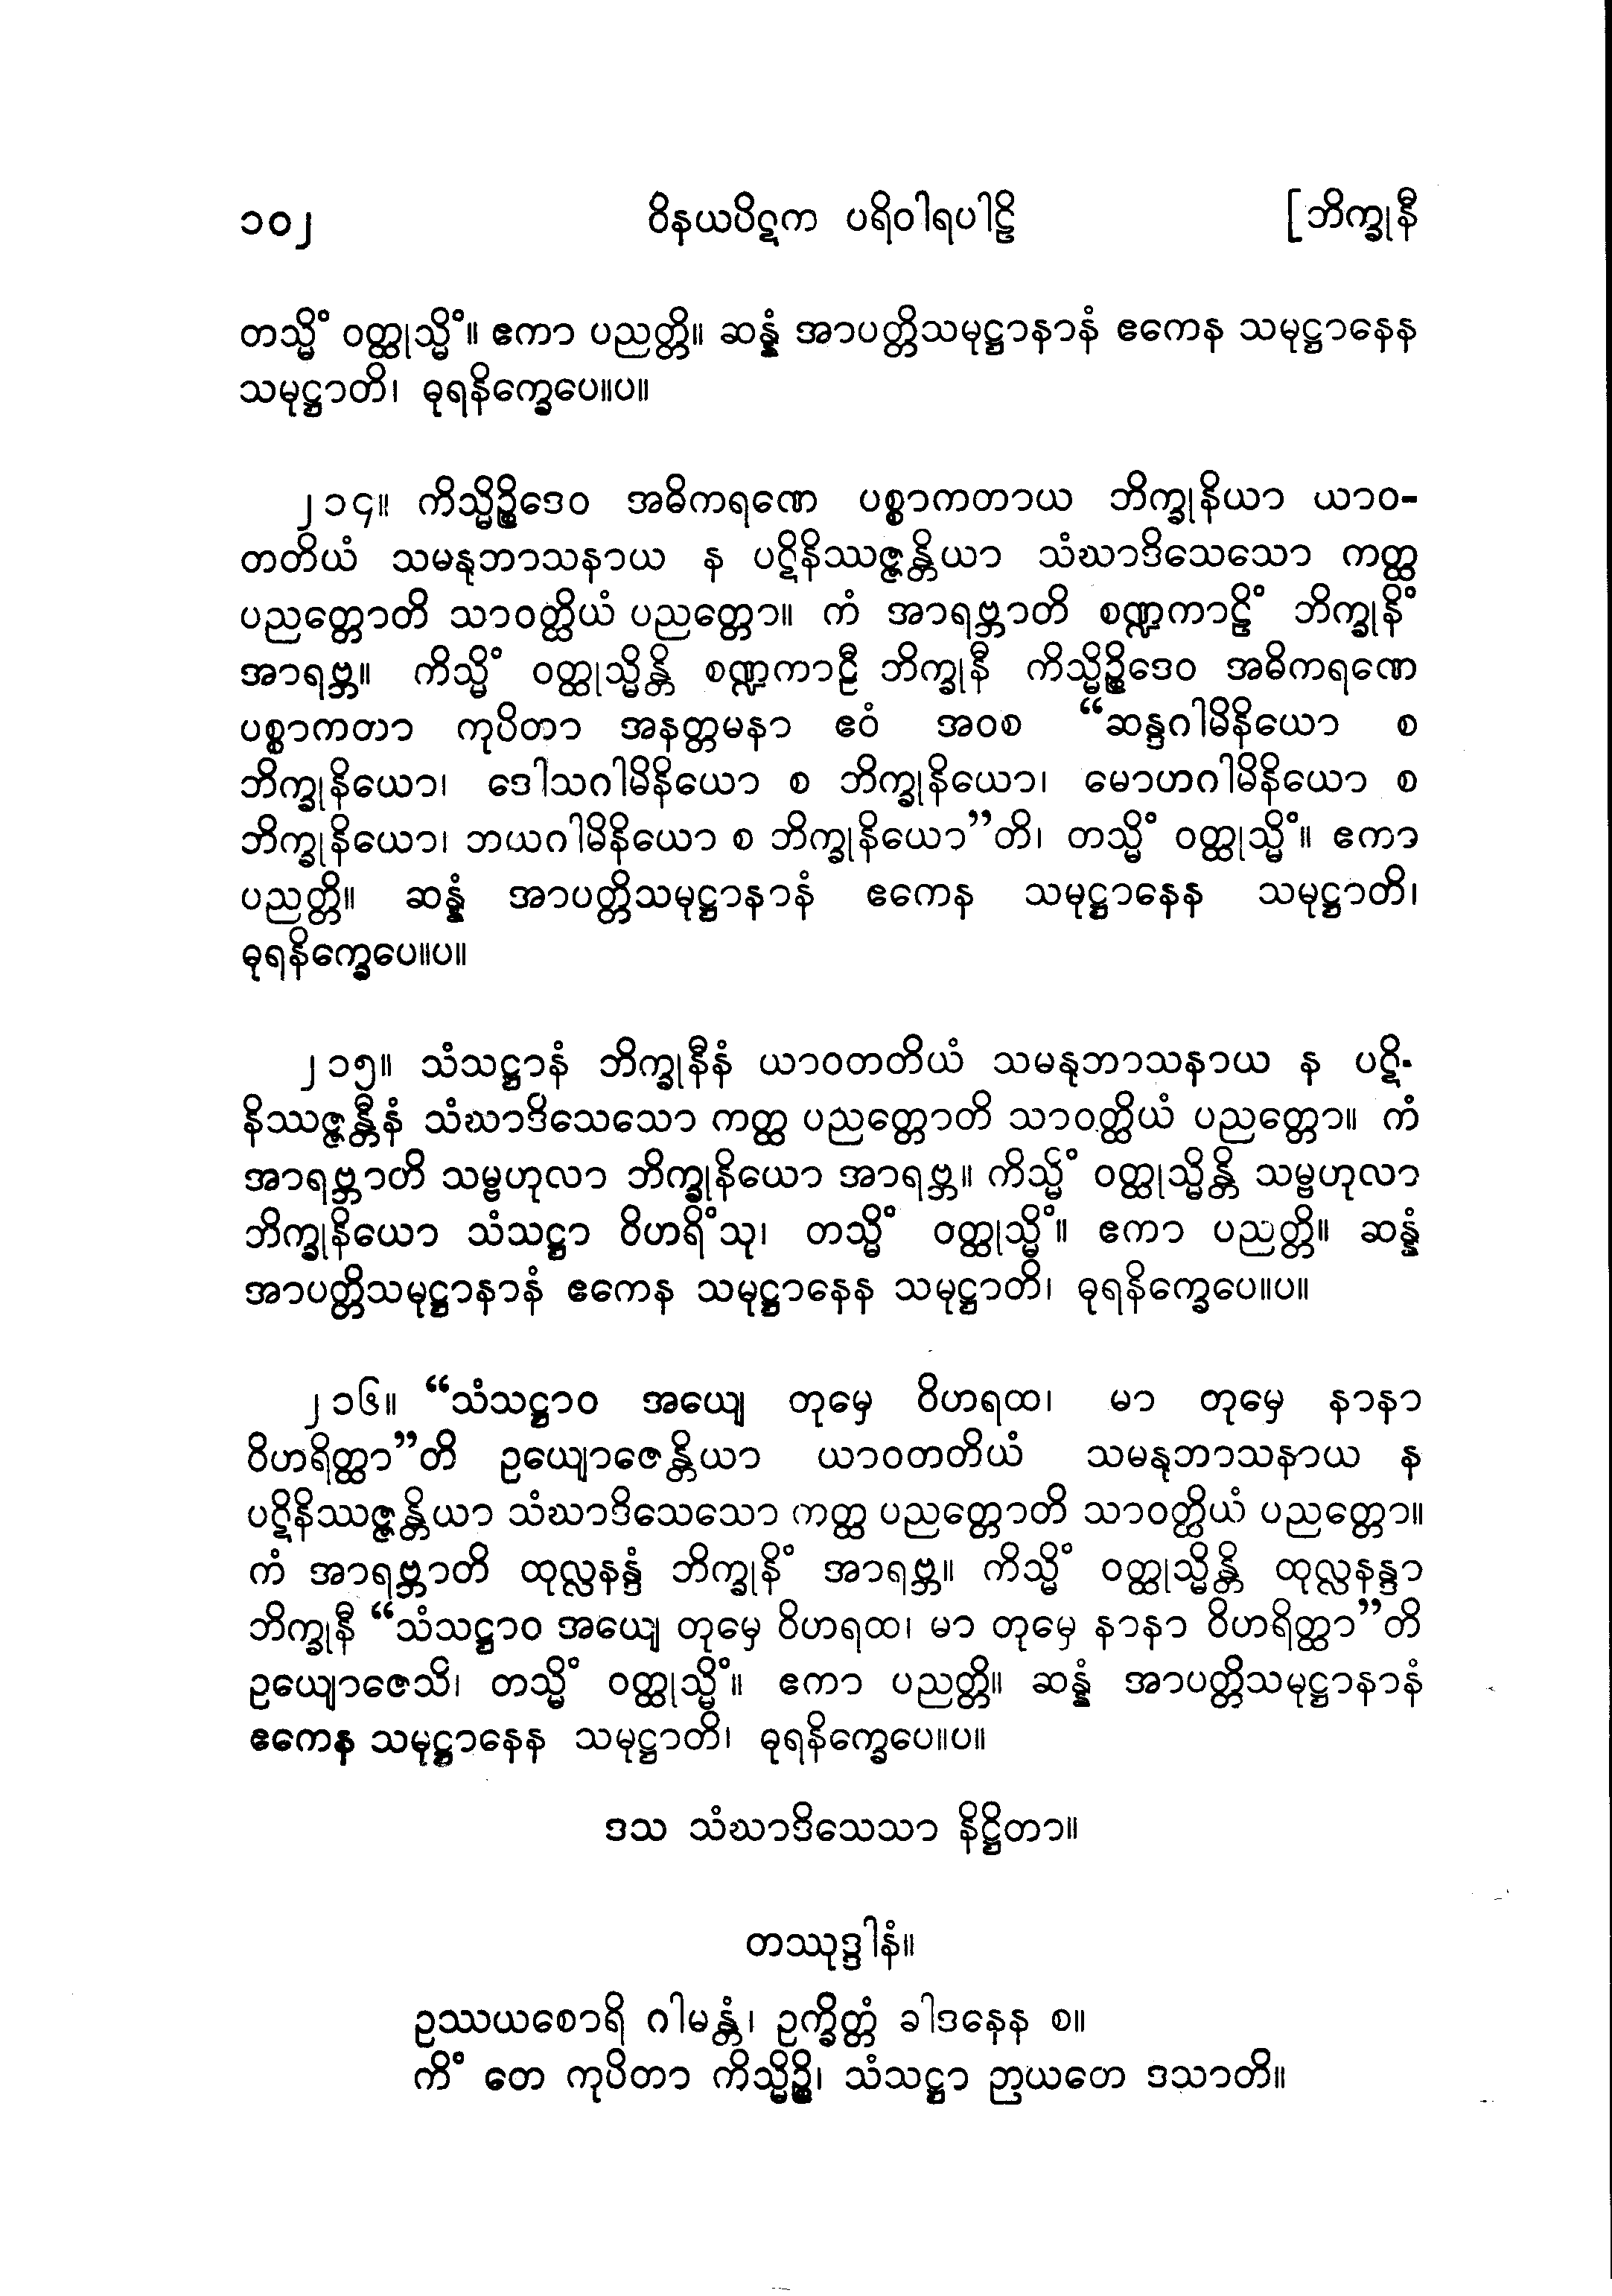 ၁၀၂ ဝိနယပိဋက ပရိဝါရပါဠိ [ဘိက္ခုနီ
တသ္မိံ ဝတ္ထုသ္မိံ။ ဧကာ ပညတ္တိ။ ဆန္နံ အာပတ္တိသမုဋ္ဌာနာနံ ဧကေန သမုဋ္ဌာနေန
သမုဋ္ဌာတိ၊ ဓုရနိက္ခေပေ။ပ။
၂၁၄။ ကိသ္မိဉ္စိဒေဝ အဓိကရဏေ ပစ္စာကတာယ ဘိက္ခုနိယာ ယာဝ-
တတိယံ သမနုဘာသနာယ န ပဋိနိဿဇ္ဇန္တိယာ သံဃာဒိသေသော ကတ္ထ
ပညတ္တောတိ သာဝတ္ထိယံ ပညတ္တော။ ကံ အာရဗ္ဘာတိ စဏ္ဍကာဠိံ ဘိက္ခုနိံ
အာရဗ္ဘ။ ကိသ္မိံ ဝတ္ထုသ္မိန္တိ စဏ္ဍကာဠီ ဘိက္ခုနီ ကိသ္မိဉ္စိဒေဝ အဓိကရဏေ
ပစ္စာကတာ ကုပိတာ အနတ္တမနာ ဧဝံ အဝစ “ဆန္ဒဂါမိနိယော စ
ဘိက္ခုနိယော၊ ဒေါသဂါမိနိယော စ ဘိက္ခုနိယော၊ မောဟဂါမိနိယော စ
ဘိက္ခုနိယော၊ ဘယဂါမိနိယော စ ဘိက္ခုနိယော”တိ၊ တသ္မိံ ဝတ္ထုသ္မိံ။ ဧကာ
ပညတ္တိ။ ဆန္နံ အာပတ္တိသမုဋ္ဌာနာနံ ဧကေန သမုဋ္ဌာနေန သမုဋ္ဌာတိ၊
ဓုရနိက္ခေပေ။ပ။
၂၁၅။ သံသဋ္ဌာနံ ဘိက္ခုနီနံ ယာဝတတိယံ သမနုဘာသနာယ န ပဋိ-
နိဿဇ္ဇန္တီနံ သံဃာဒိသေသော ကတ္ထ ပညတ္တောတိ သာဝတ္ထိယံ ပညတ္တော။ ကံ
အာရဗ္ဘာတိ သမ္ဗဟုလာ ဘိက္ခုနိယော အာရဗ္ဘ။ ကိသ္မိံ ဝတ္ထုသ္မိန္တိ သမ္ဗဟုလာ
ဘိက္ခုနိယော သံသဋ္ဌာ ဝိဟရိံသု၊ တသ္မိံ ဝတ္ထုသ္မိံ။ ဧကာ ပညတ္တိ။ ဆန္နံ
အာပတ္တိသမုဋ္ဌာနာနံ ဧကေန သမုဋ္ဌာနေန သမုဋ္ဌာတိ၊ ဓုရနိက္ခေပေ။ပ။
၂၁၆။ “သံသဋ္ဌာဝ အယျေ တုမှေ ဝိဟရထ၊ မာ တုမှေ နာနာ
ဝိဟရိတ္ထာ”တိ ဥယျောဇေန္တိယာ ယာဝတတိယံ သမနုဘာသနာယ န
ပဋိနိဿဇ္ဇန္တိယာ သံဃာဒိသေသော ကတ္ထ ပညတ္တောတိ သာဝတ္ထိယံ ပညတ္တော။
ကံ အာရဗ္ဘာတိ ထုလ္လနန္ဒံ ဘိက္ခုနိံ အာရဗ္ဘ။ ကိသ္မိံ ဝတ္ထုသ္မိန္တိ ထုလ္လနန္ဒာ
ဘိက္ခုနီ “သံသဋ္ဌာဝ အယျေ တုမှေ ဝိဟရထ၊ မာ တုမှေ နာနာ ဝိဟရိတ္ထာ”တိ
ဥယျောဇေသိ၊ တသ္မိံ ဝတ္ထုသ္မိံ။ ဧကာ ပညတ္တိ။ ဆန္နံ အာပတ္တိသမုဋ္ဌာနာနံ
ဧကေန သမုဋ္ဌာနေန သမုဋ္ဌာတိ၊ ဓုရနိက္ခေပေ။ပ။
ဒသ သံဃာဒိသေသာ နိဋ္ဌိတာ။
တဿုဒ္ဒါနံ။
ဥဿယစောရိ ဂါမန္တံ၊ ဥက္ခိတ္တံ ခါဒနေန စ။
ကိံ တေ ကုပိတာ ကိသ္မိဉ္စိ၊ သံသဋ္ဌာ ဉာယတေ ဒသာတိ။